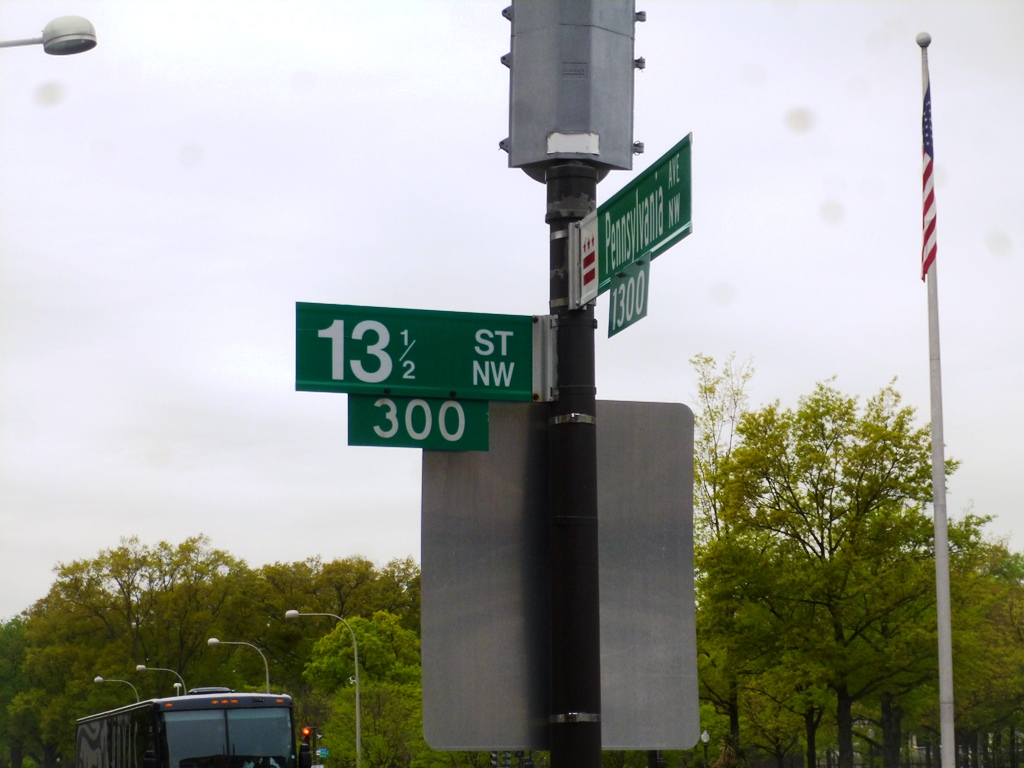 Pennsylvania AVE NW
1300
13 1/2 ST NW
300